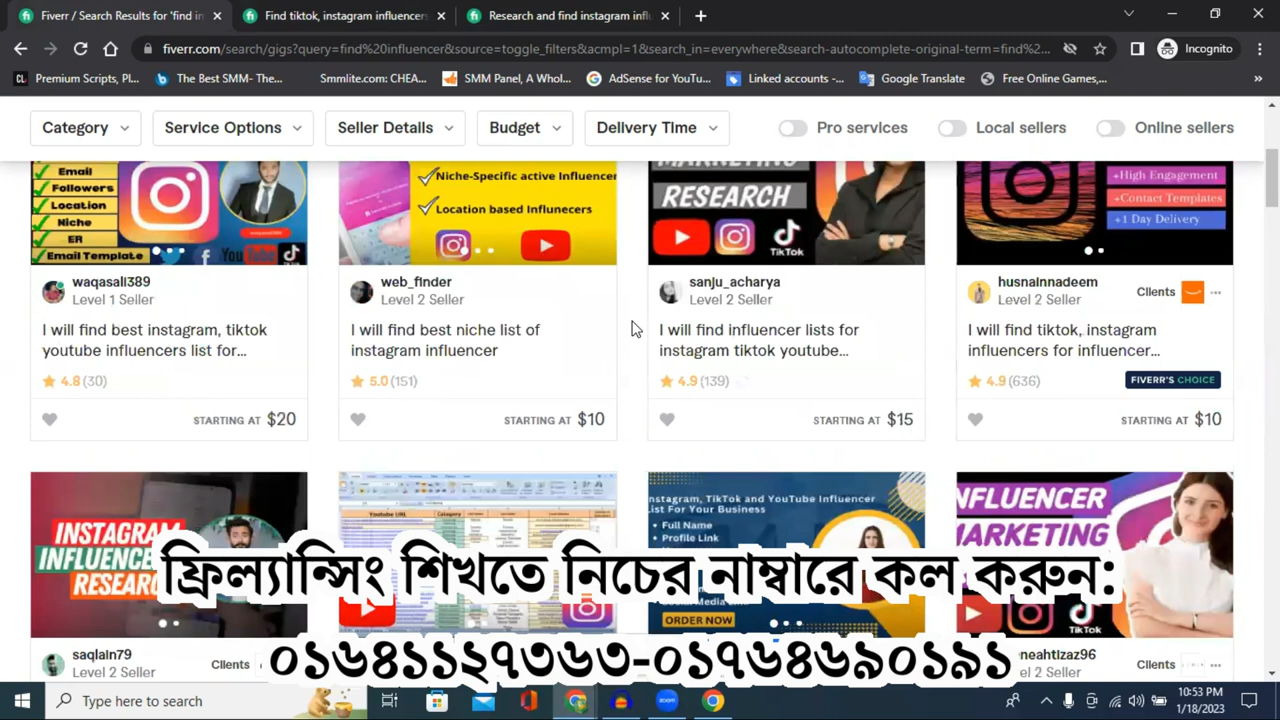 Fiverr / Search Results for 'find in
Find tiktok, instagram influencers
Research and find instagram infl
fiverr.com/search/gigs?query=find%20influencer&source=toggle_filters&acmpl=1&search_in=everywhere&search-autocomplete-original-term=find%2...
Incognito
Premium Scripts, Pl...
The Best SMM- The...
Smmlite.com: CHEA...
SMM Panel, A Whol...
AdSense for YouTu...
Linked accounts -...
Google Translate
Free Online Games,...
Category
Service Options
Seller Details
Budget
Delivery Time
Pro services
Local sellers
Online sellers
Email
Followers
Location
Niche
ER
Email Template
Niche-Specific active Influencer
Location based Influnecers
RESEARCH
TikTok
+High Engagement
+Contact Templates
+1 Day Delivery
waqasali389
Level 1 Seller
I will find best instagram, tiktok
youtube influencers list for...
4.8 (30)
STARTING AT $20
web_finder
Level 2 Seller
I will find best niche list of
instagram influencer
5.0 (151)
STARTING AT $10
sanju_acharya
Level 2 Seller
I will find influencer lists for
instagram tiktok youtube...
4.9 (139)
STARTING AT $15
husnainnadeem
Level 2 Seller
Clients
I will find tiktok, instagram
influencers for influencer...
4.9 (636)
FIVERR'S CHOICE
STARTING AT $10
INSTAGRAM
INFLUENCER
RESEARCH
Youtube URL
Category
Instagram, TikTok and YouTube Influencer
List For Your Business
Full Name
Profile Link
ORDER NOW
INFLUENCER
MARKETING
TikTok
ফ্রিল্যান্সিং শিখতে নিচের নাম্বারে কল করুন:
০১৬৪১১২৭৩৬৩-০১৭৬৪৬৯০১৯১
saqlain79
Level 2 Seller
Clients
neahtizaz96
Level 2 Seller
Clients
Type here to search
zoom
10:53 PM
1/18/2023